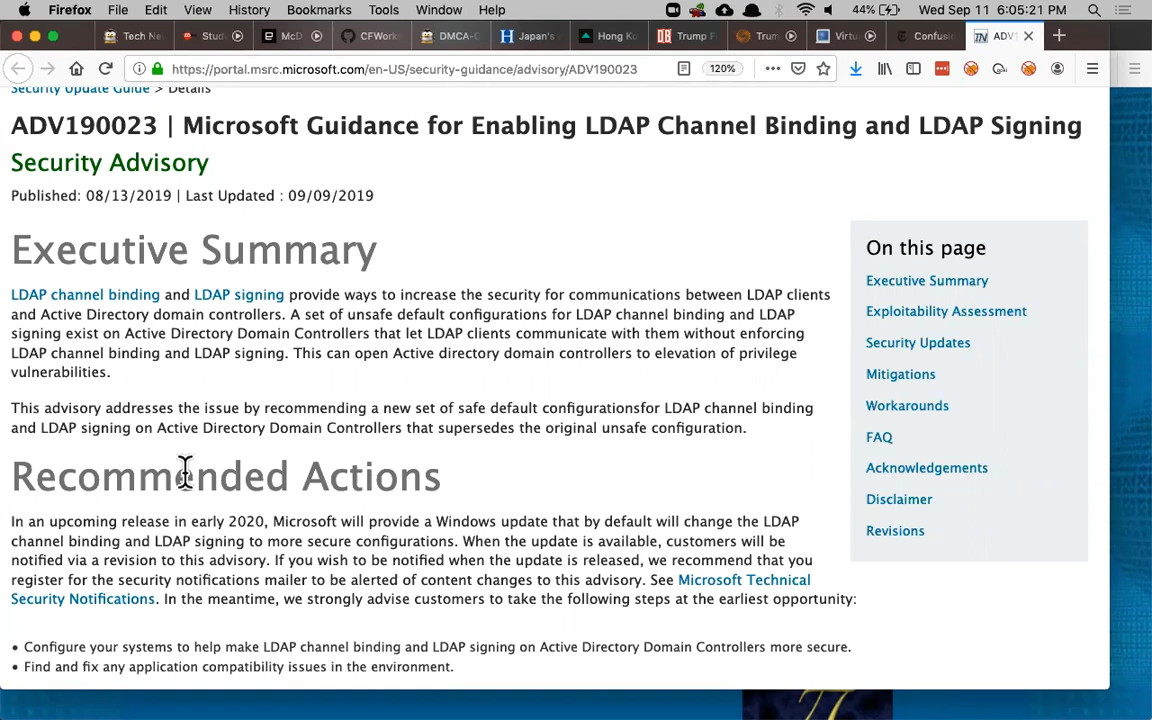 Firefox File Edit View History Bookmarks Tools Window Help 44% Wed Sep 11 6:05:21 PM
Tech Ne Stud McD CFWork DMCA-C Japan's Hong Ko Trump F Trum Virtu Confusi ADV1
https://portal.msrc.microsoft.com/en-US/security-guidance/advisory/ADV190023 120%
Security Update Guide > Details
ADV190023 | Microsoft Guidance for Enabling LDAP Channel Binding and LDAP Signing
Security Advisory
Published: 08/13/2019 | Last Updated : 09/09/2019
Executive Summary
LDAP channel binding and LDAP signing provide ways to increase the security for communications between LDAP clients
and Active Directory domain controllers. A set of unsafe default configurations for LDAP channel binding and LDAP
signing exist on Active Directory Domain Controllers that let LDAP clients communicate with them without enforcing
LDAP channel binding and LDAP signing. This can open Active directory domain controllers to elevation of privilege
vulnerabilities.
This advisory addresses the issue by recommending a new set of safe default configurationsfor LDAP channel binding
and LDAP signing on Active Directory Domain Controllers that supersedes the original unsafe configuration.
Recommended Actions
In an upcoming release in early 2020, Microsoft will provide a Windows update that by default will change the LDAP
channel binding and LDAP signing to more secure configurations. When the update is available, customers will be
notified via a revision to this advisory. If you wish to be notified when the update is released, we recommend that you
register for the security notifications mailer to be alerted of content changes to this advisory. See Microsoft Technical
Security Notifications. In the meantime, we strongly advise customers to take the following steps at the earliest opportunity:
• Configure your systems to help make LDAP channel binding and LDAP signing on Active Directory Domain Controllers more secure.
• Find and fix any application compatibility issues in the environment.
On this page
Executive Summary
Exploitability Assessment
Security Updates
Mitigations
Workarounds
FAQ
Acknowledgements
Disclaimer
Revisions